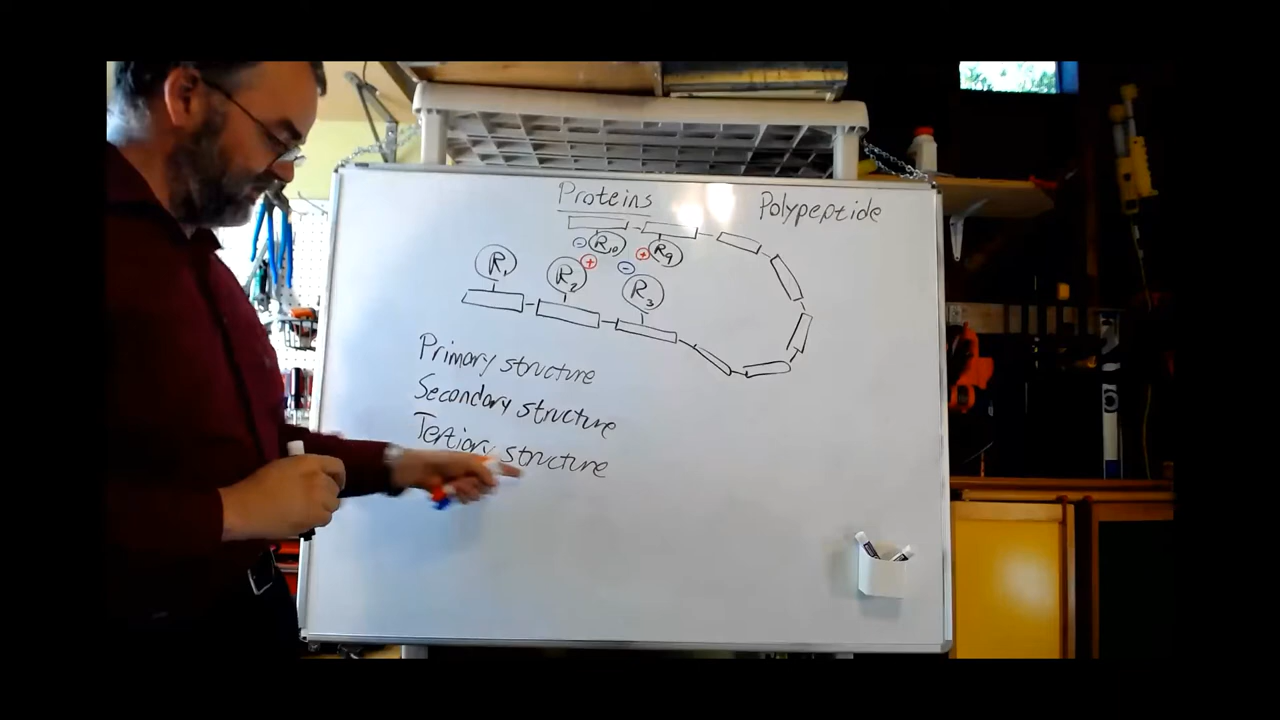 Proteins
Polypeptide
⊖ R10 ⊕ R9
R1 R2 ⊕ ⊖ R3
Primary structure
Secondary structure
Tertiary structure